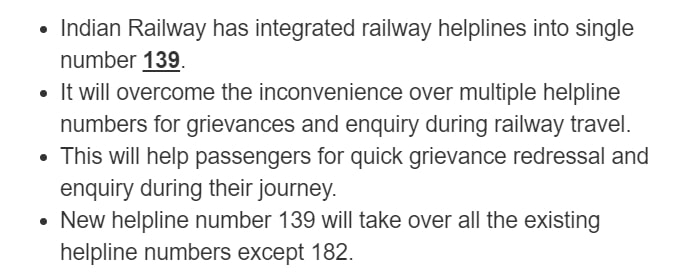 • Indian Railway has integrated railway helplines into single
number 139.
• It will overcome the inconvenience over multiple helpline
numbers for grievances and enquiry during railway travel.
• This will help passengers for quick grievance redressal and
enquiry during their journey.
• New helpline number 139 will take over all the existing
helpline numbers except 182.